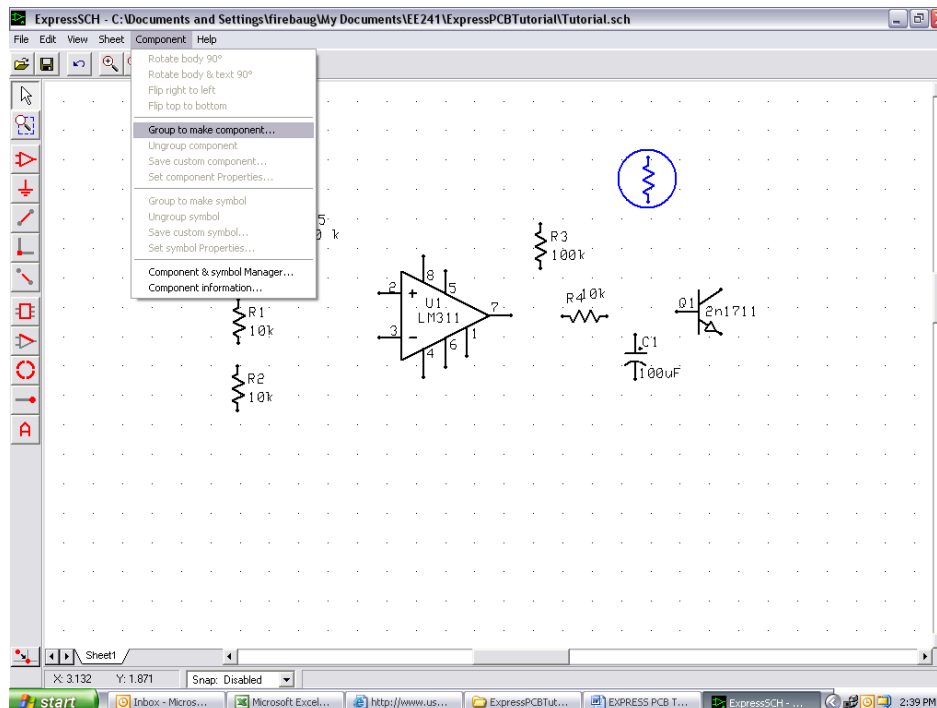 ExpressSCH - C:\Documents and Settings\firebaug\My Documents\EE241\ExpressPCBTutorial\Tutorial.sch
File Edit View Sheet Component Help
Rotate body 90°
Rotate body & text 90°
Flip right to left
Flip top to bottom
Group to make component...
Ungroup component
Save custom component...
Set component Properties...
Group to make symbol
Ungroup symbol
Save custom symbol...
Set symbol Properties...
Component & symbol Manager...
Component information...
5
k
R3
100k
8
2
5
+
U1
LM311
7
3
-
1
6
4
R4 10k
Q1
2n1711
R1
10k
C1
100uF
R2
10k
A
Sheet1
X: 3.132 Y: 1.871 Snap: Disabled
start Inbox - Micros... Microsoft Excel... http://www.us... ExpressPCBTut... EXPRESS PCB T... ExpressSCH - ... 2:39 PM